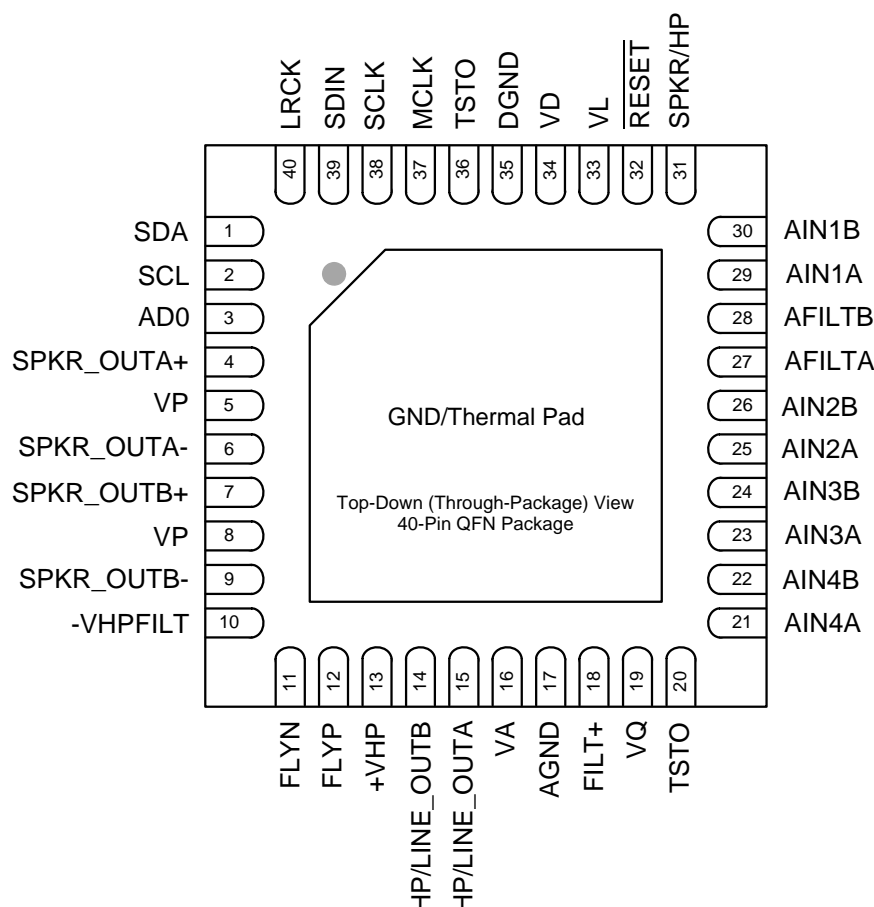 LRCK
SDIN
SCLK
MCLK
TSTO
DGND
VD
VL
RESET
SPKR/HP
40
39
38
37
36
35
34
33
32
31
SDA 1
SCL 2
AD0 3
SPKR_OUTA+ 4
VP 5
SPKR_OUTA- 6
SPKR_OUTB+ 7
VP 8
SPKR_OUTB- 9
-VHPFILT 10
GND/Thermal Pad
Top-Down (Through-Package) View
40-Pin QFN Package
30 AIN1B
29 AIN1A
28 AFILTB
27 AFILTA
26 AIN2B
25 AIN2A
24 AIN3B
23 AIN3A
22 AIN4B
21 AIN4A
11
12
13
14
15
16
17
18
19
20
FLYN
FLYP
+VHP
HP/LINE_OUTB
HP/LINE_OUTA
VA
AGND
FILT+
VQ
TSTO